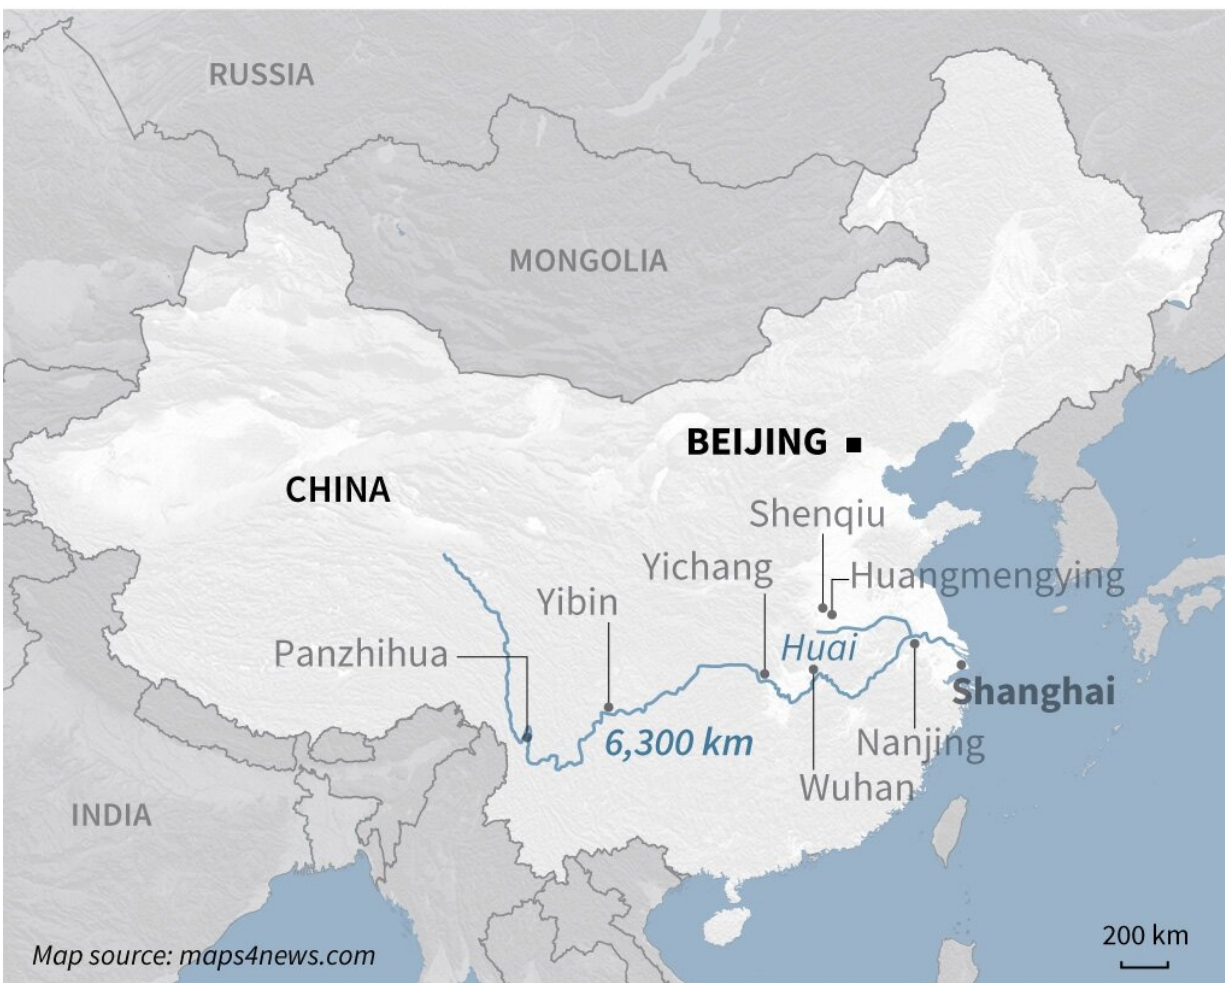 RUSSIA
MONGOLIA
BEIJING
CHINA
Shenqiu
Yichang
Huangmengying
Yibin
Huai
Panzhihua
Shanghai
6,300 km
Nanjing
Wuhan
INDIA
200 km
Map source: maps4news.com